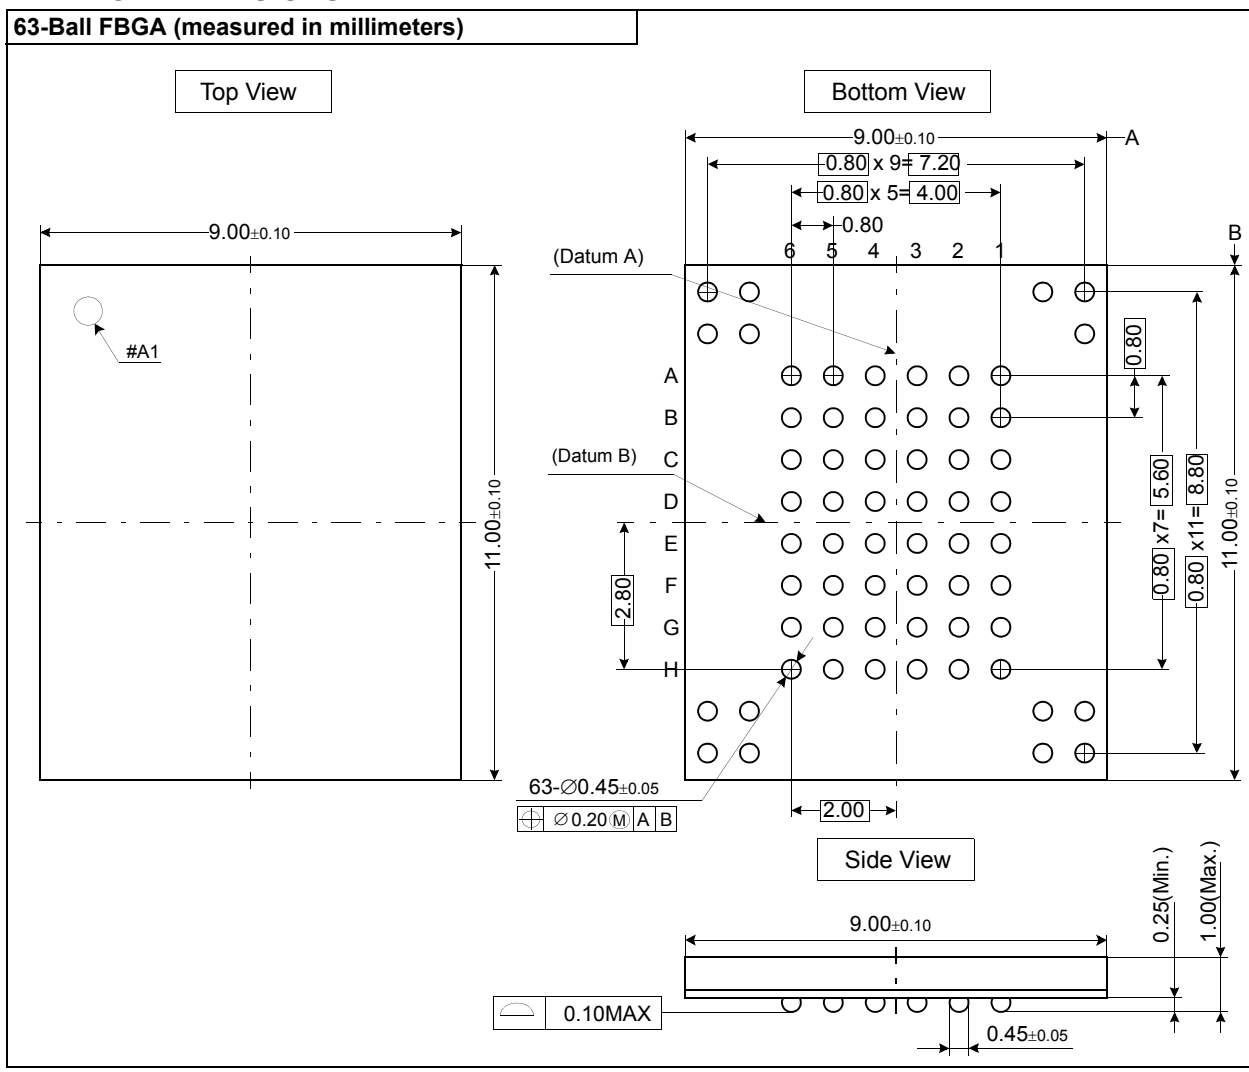 63-Ball FBGA (measured in millimeters)
Top View
Bottom View
9.00±0.10
A
0.80 x 9= 7.20
0.80 x 5= 4.00
0.80
9.00±0.10
B
6 5 4 3 2 1
(Datum A)
#A1
0.80
A
B
C
(Datum B)
D
E
F
G
H
11.00±0.10
2.80
0.80 x7= 5.60
0.80 x11= 8.80
11.00±0.10
63-∅0.45±0.05
∅ 0.20 Ⓜ A B
2.00
Side View
0.25(Min.)
1.00(Max.)
9.00±0.10
0.10MAX
0.45±0.05